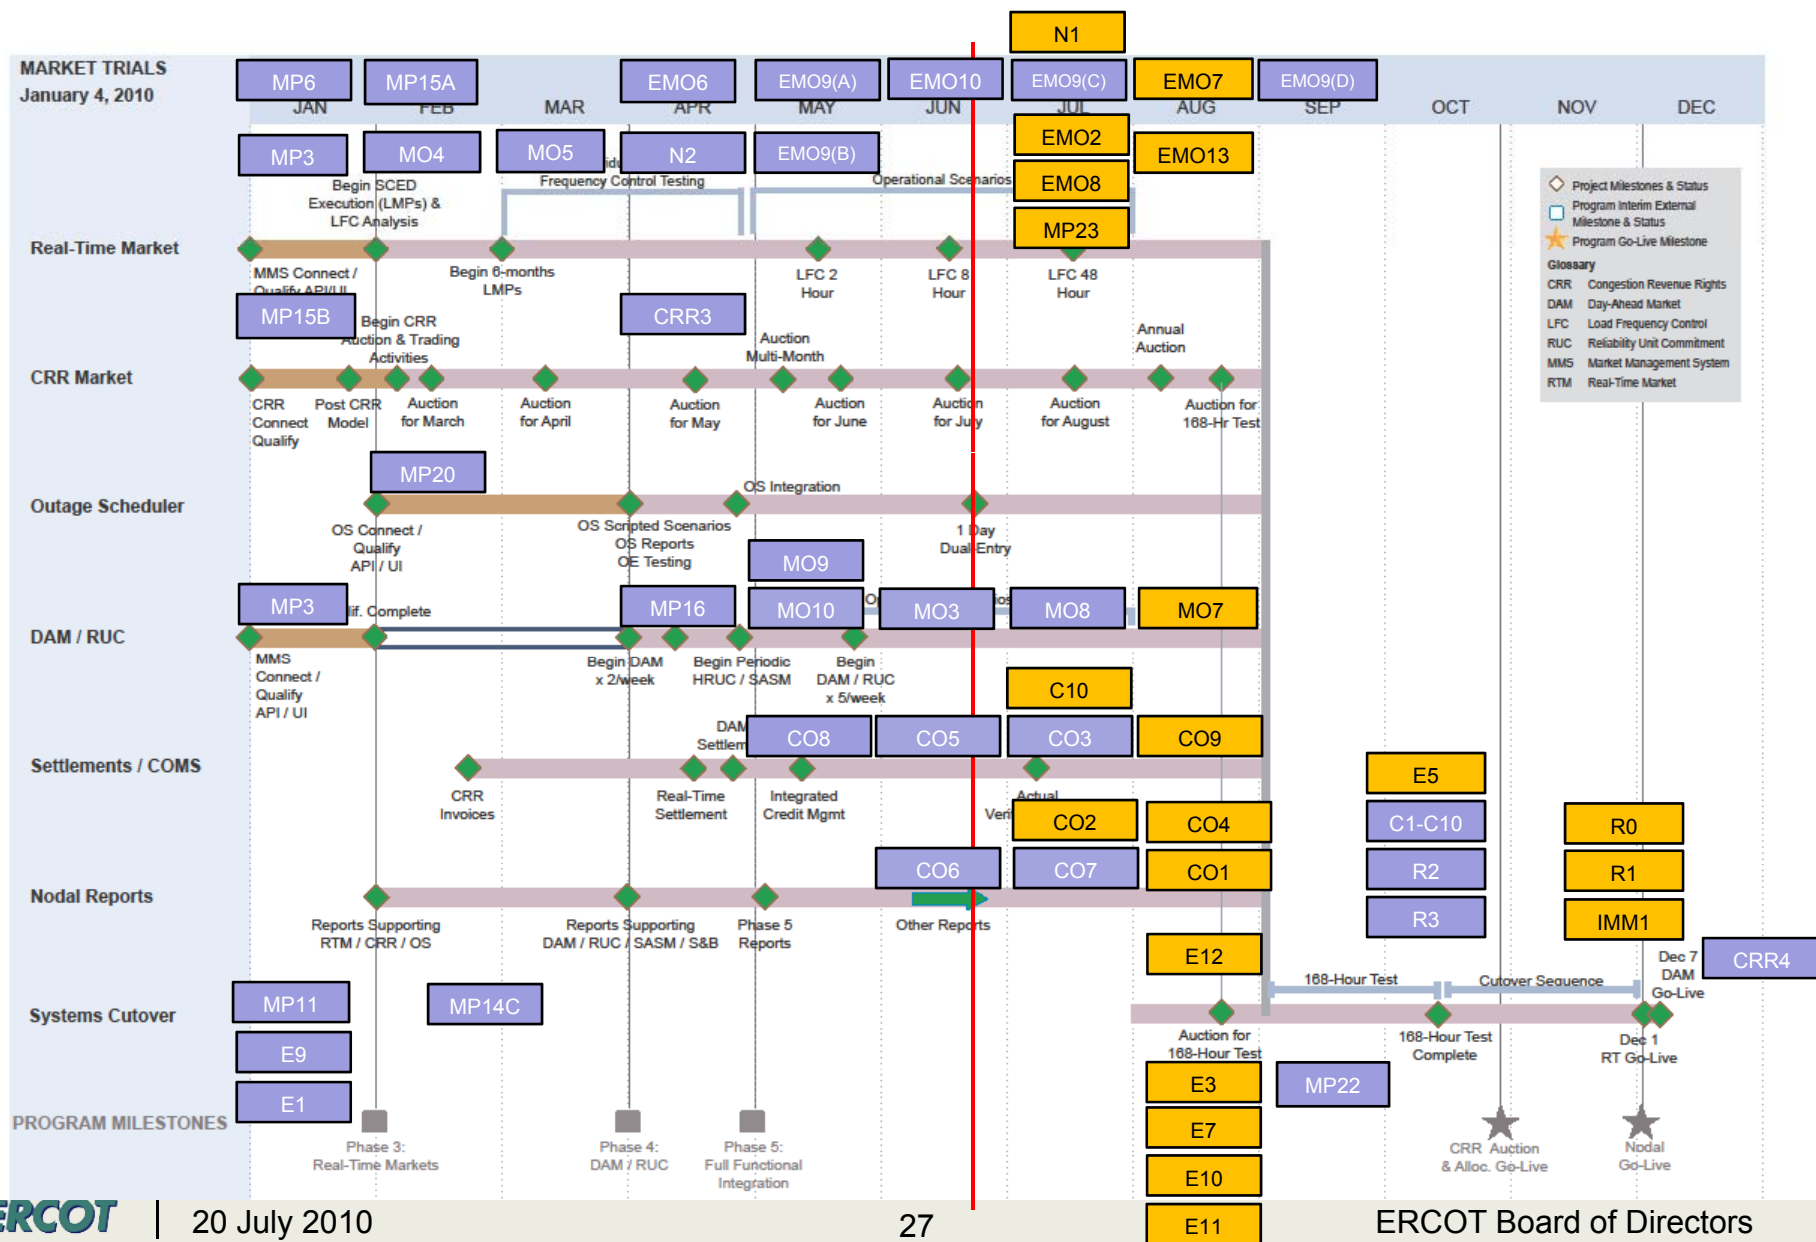 N1
MARKET TRIALS
January 4, 2010
MP6
MP15A
EMO6
EMO9(A)
EMO10
EMO9(C)
EMO7
EMO9(D)
JAN
FEB
MAR
APR
MAY
JUN
JUL
AUG
SEP
OCT
NOV
DEC
MP3
MO4
MO5
N2
EMO9(B)
EMO2
EMO13
EMO8
MP23
Begin SCED
Execution (LMPs) &
LFC Analysis
Frequency Control Testing
Operational Scenarios
Real-Time Market
MMS Connect /
Qualify API/UI
Begin 6-months
LMPs
LFC 2
Hour
LFC 8
Hour
LFC 48
Hour
Project Milestones & Status
Program Interim External
Milestone & Status
Program Go-Live Milestone
Glossary
CRR Congestion Revenue Rights
DAM Day-Ahead Market
LFC Load Frequency Control
RUC Reliability Unit Commitment
MMS Market Management System
RTM Real-Time Market
MP15B
CRR3
Begin CRR
Auction & Trading
Activities
Auction
Multi-Month
Annual
Auction
CRR Market
CRR
Connect
Qualify
Post CRR
Model
Auction
for March
Auction
for April
Auction
for May
Auction
for June
Auction
for July
Auction
for August
Auction for
168-Hr Test
MP20
OS Integration
Outage Scheduler
OS Connect /
Qualify
API / UI
OS Scripted Scenarios
OS Reports
OE Testing
1 Day
Dual-Entry
MO9
MP3
lif. Complete
MP16
MO10
MO3
MO8
MO7
DAM / RUC
MMS
Connect /
Qualify
API / UI
Begin DAM
x 2/week
Begin Periodic
HRUC / SASM
Begin
DAM / RUC
x 5/week
C10
DAM
Settlem
CO8
CO5
CO3
CO9
Settlements / COMS
CRR
Invoices
Real-Time
Settlement
Integrated
Credit Mgmt
Actual
Veri
E5
CO2
CO4
C1-C10
R0
CO6
CO7
CO1
R2
R1
Nodal Reports
Reports Supporting
RTM / CRR / OS
Reports Supporting
DAM / RUC / SASM / S&B
Phase 5
Reports
Other Reports
R3
IMM1
E12
CRR4
168-Hour Test
Cutover Sequence
Dec 7
DAM
Go-Live
Systems Cutover
MP11
MP14C
E9
E1
Auction for
168-Hour Test
168-Hour Test
Complete
Dec 1
RT Go-Live
E3
MP22
E7
E10
E11
PROGRAM MILESTONES
Phase 3:
Real-Time Markets
Phase 4:
DAM / RUC
Phase 5:
Full Functional
Integration
CRR Auction
& Alloc. Go-Live
Nodal
Go-Live
ERCOT
20 July 2010
27
ERCOT Board of Directors